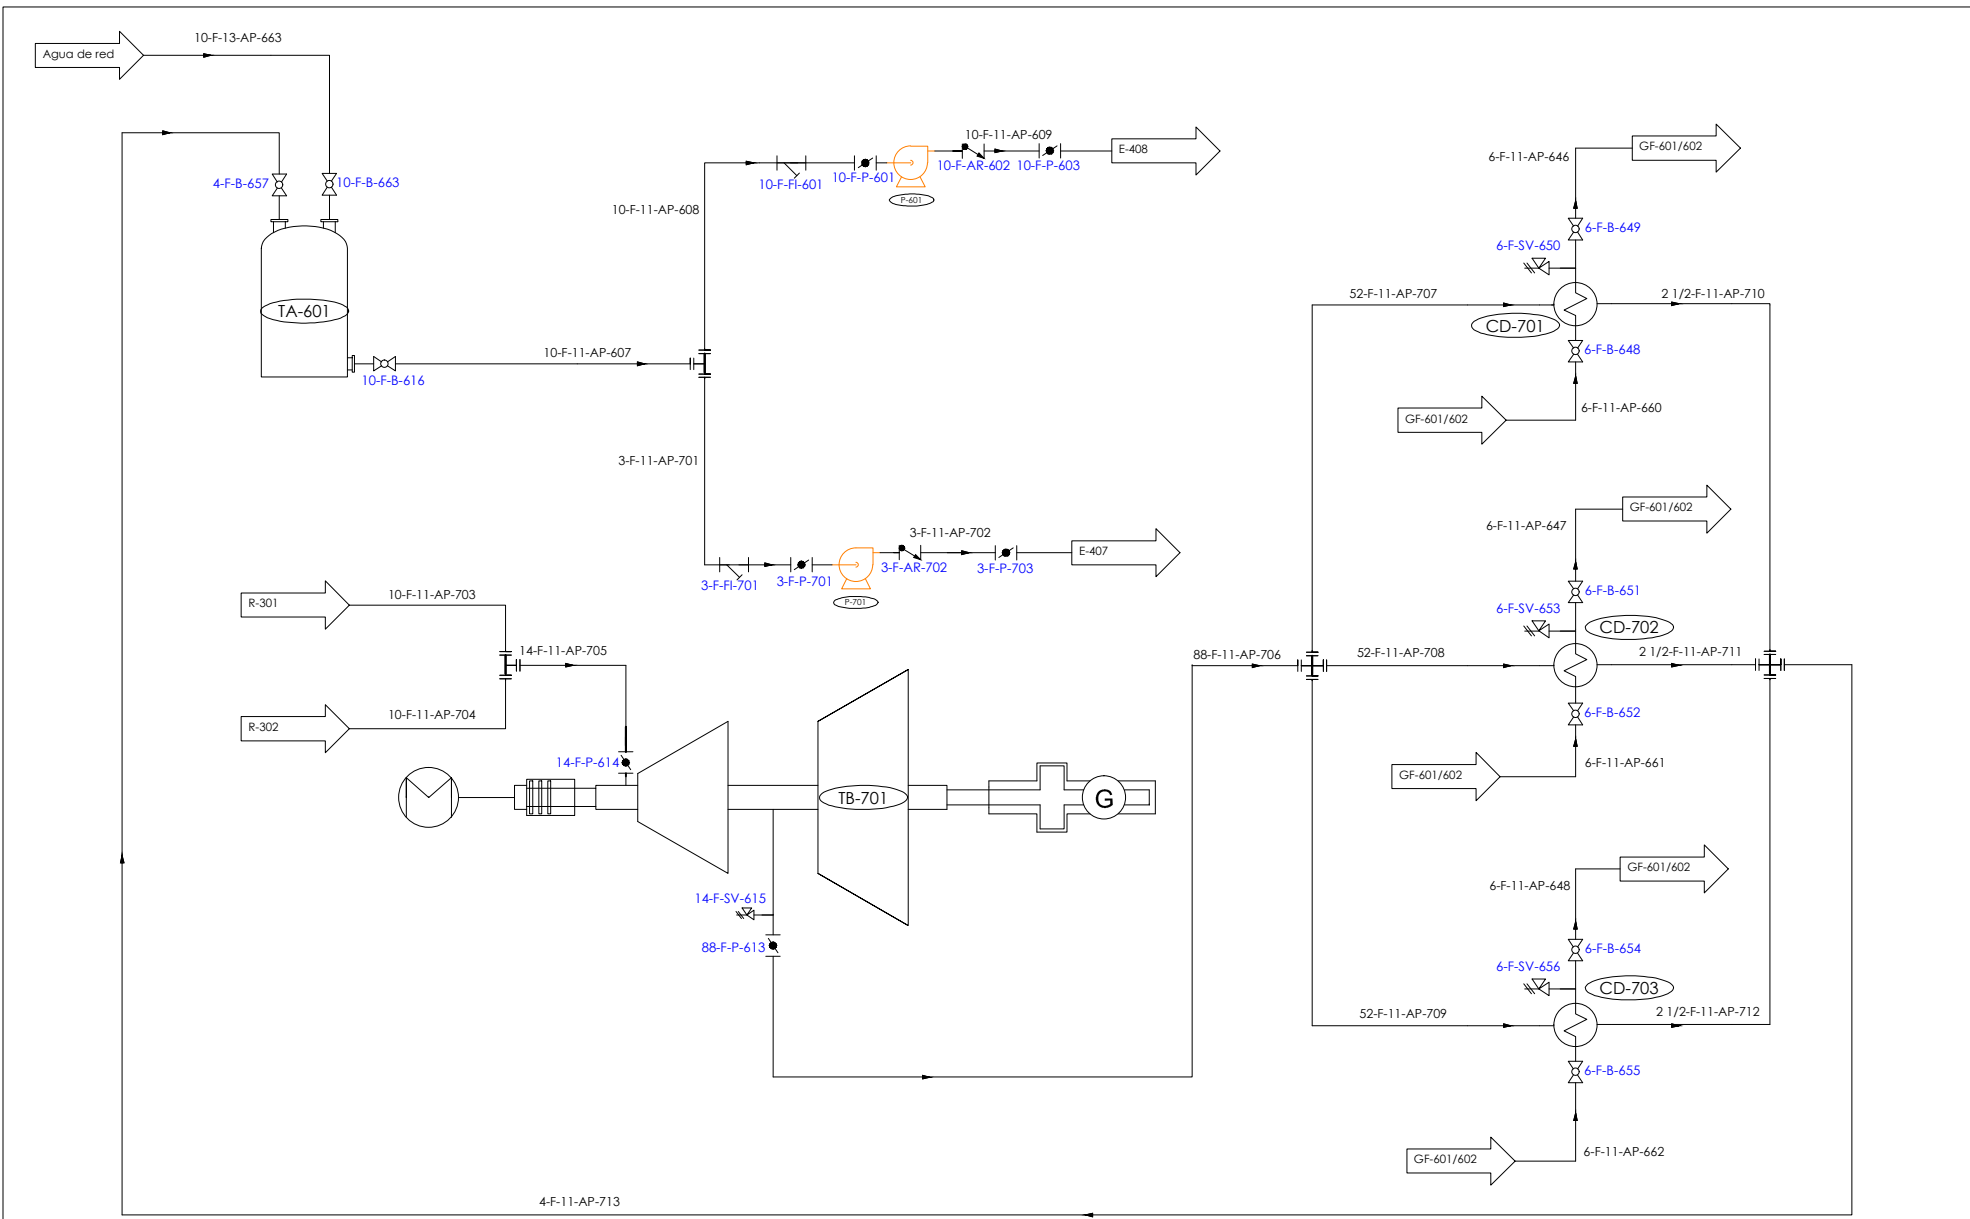 10-F-13-AP-663
Agua de red
4-F-B-657
10-F-B-663
TA-601
10-F-B-616
10-F-11-AP-607
10-F-11-AP-608
10-F-FI-601
10-F-P-601
P-601
10-F-11-AP-609
10-F-AR-602
10-F-P-603
E-408
3-F-11-AP-701
3-F-FI-701
3-F-P-701
P-701
3-F-11-AP-702
3-F-AR-702
3-F-P-703
E-407
R-301
10-F-11-AP-703
14-F-11-AP-705
R-302
10-F-11-AP-704
14-F-P-614
TB-701
G
14-F-SV-615
88-F-P-613
88-F-11-AP-706
52-F-11-AP-707
6-F-11-AP-646
GF-601/602
6-F-B-649
6-F-SV-650
CD-701
2 1/2-F-11-AP-710
6-F-B-648
6-F-11-AP-660
GF-601/602
6-F-11-AP-647
GF-601/602
6-F-B-651
6-F-SV-653
CD-702
52-F-11-AP-708
2 1/2-F-11-AP-711
6-F-B-652
6-F-11-AP-661
GF-601/602
6-F-11-AP-648
GF-601/602
6-F-B-654
6-F-SV-656
CD-703
52-F-11-AP-709
2 1/2-F-11-AP-712
6-F-B-655
6-F-11-AP-662
GF-601/602
4-F-11-AP-713